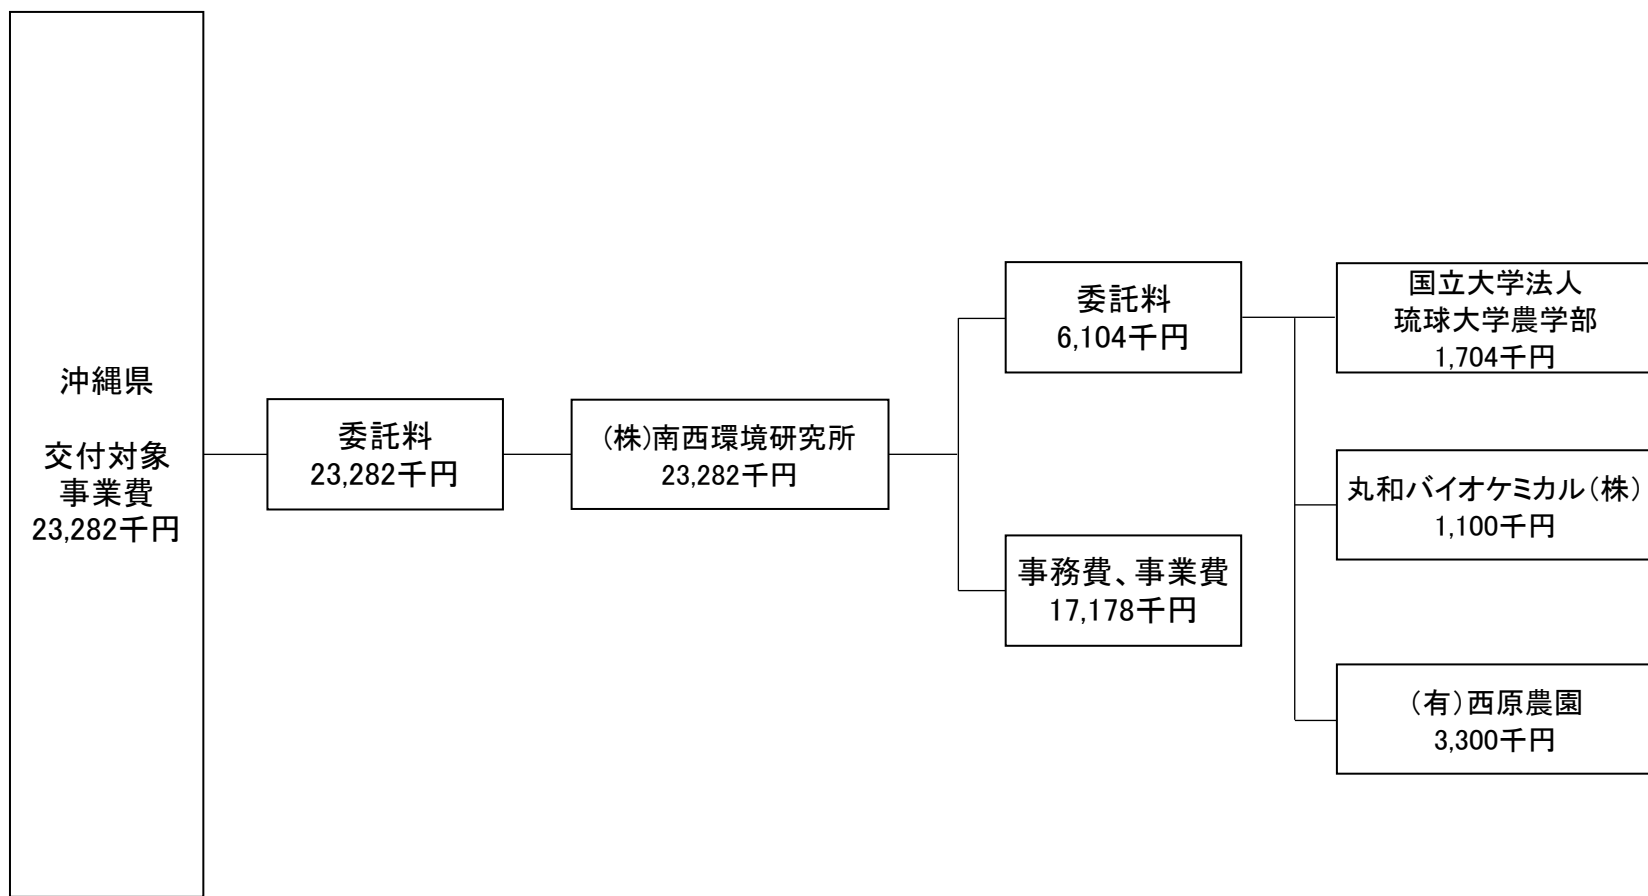 沖縄県
交付対象
事業費
23,282千円
委託料
23,282千円
(株)南西環境研究所
23,282千円
委託料
6,104千円
事務費、事業費
17,178千円
国立大学法人
琉球大学農学部
1,704千円
丸和バイオケミカル(株)
1,100千円
(有)西原農園
3,300千円